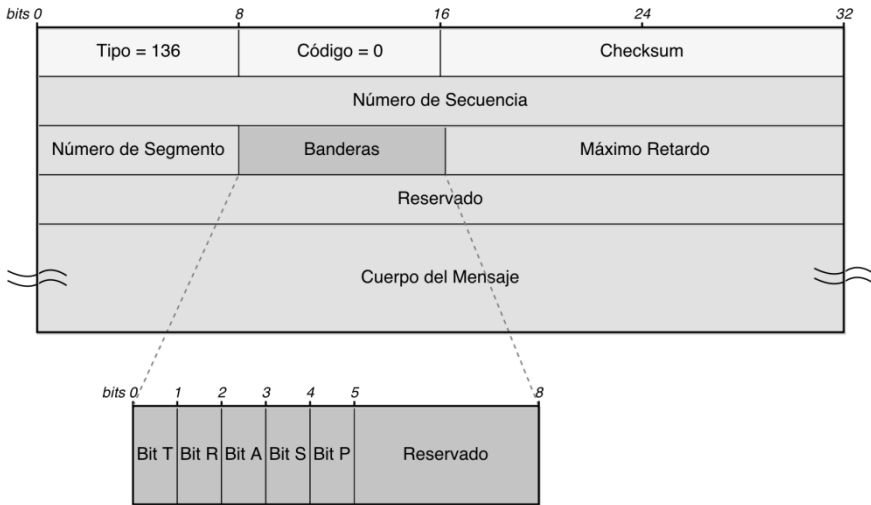 bits 0 8 16 24 32
Tipo = 136 Código = 0 Checksum
Número de Secuencia
Número de Segmento Banderas Máximo Retardo
Reservado
Cuerpo del Mensaje
bits 0 1 2 3 4 5 8
Bit T Bit R Bit A Bit S Bit P Reservado